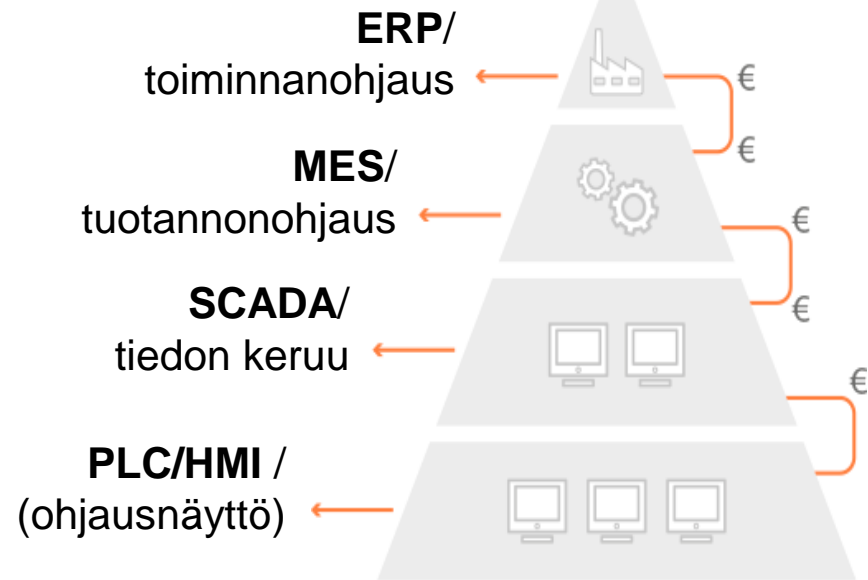 ERP/
toiminnanohjaus
€
€
MES/
tuotannonohjaus
€
€
SCADA/
tiedon keruu
€
PLC/HMI /
(ohjausnäyttö)